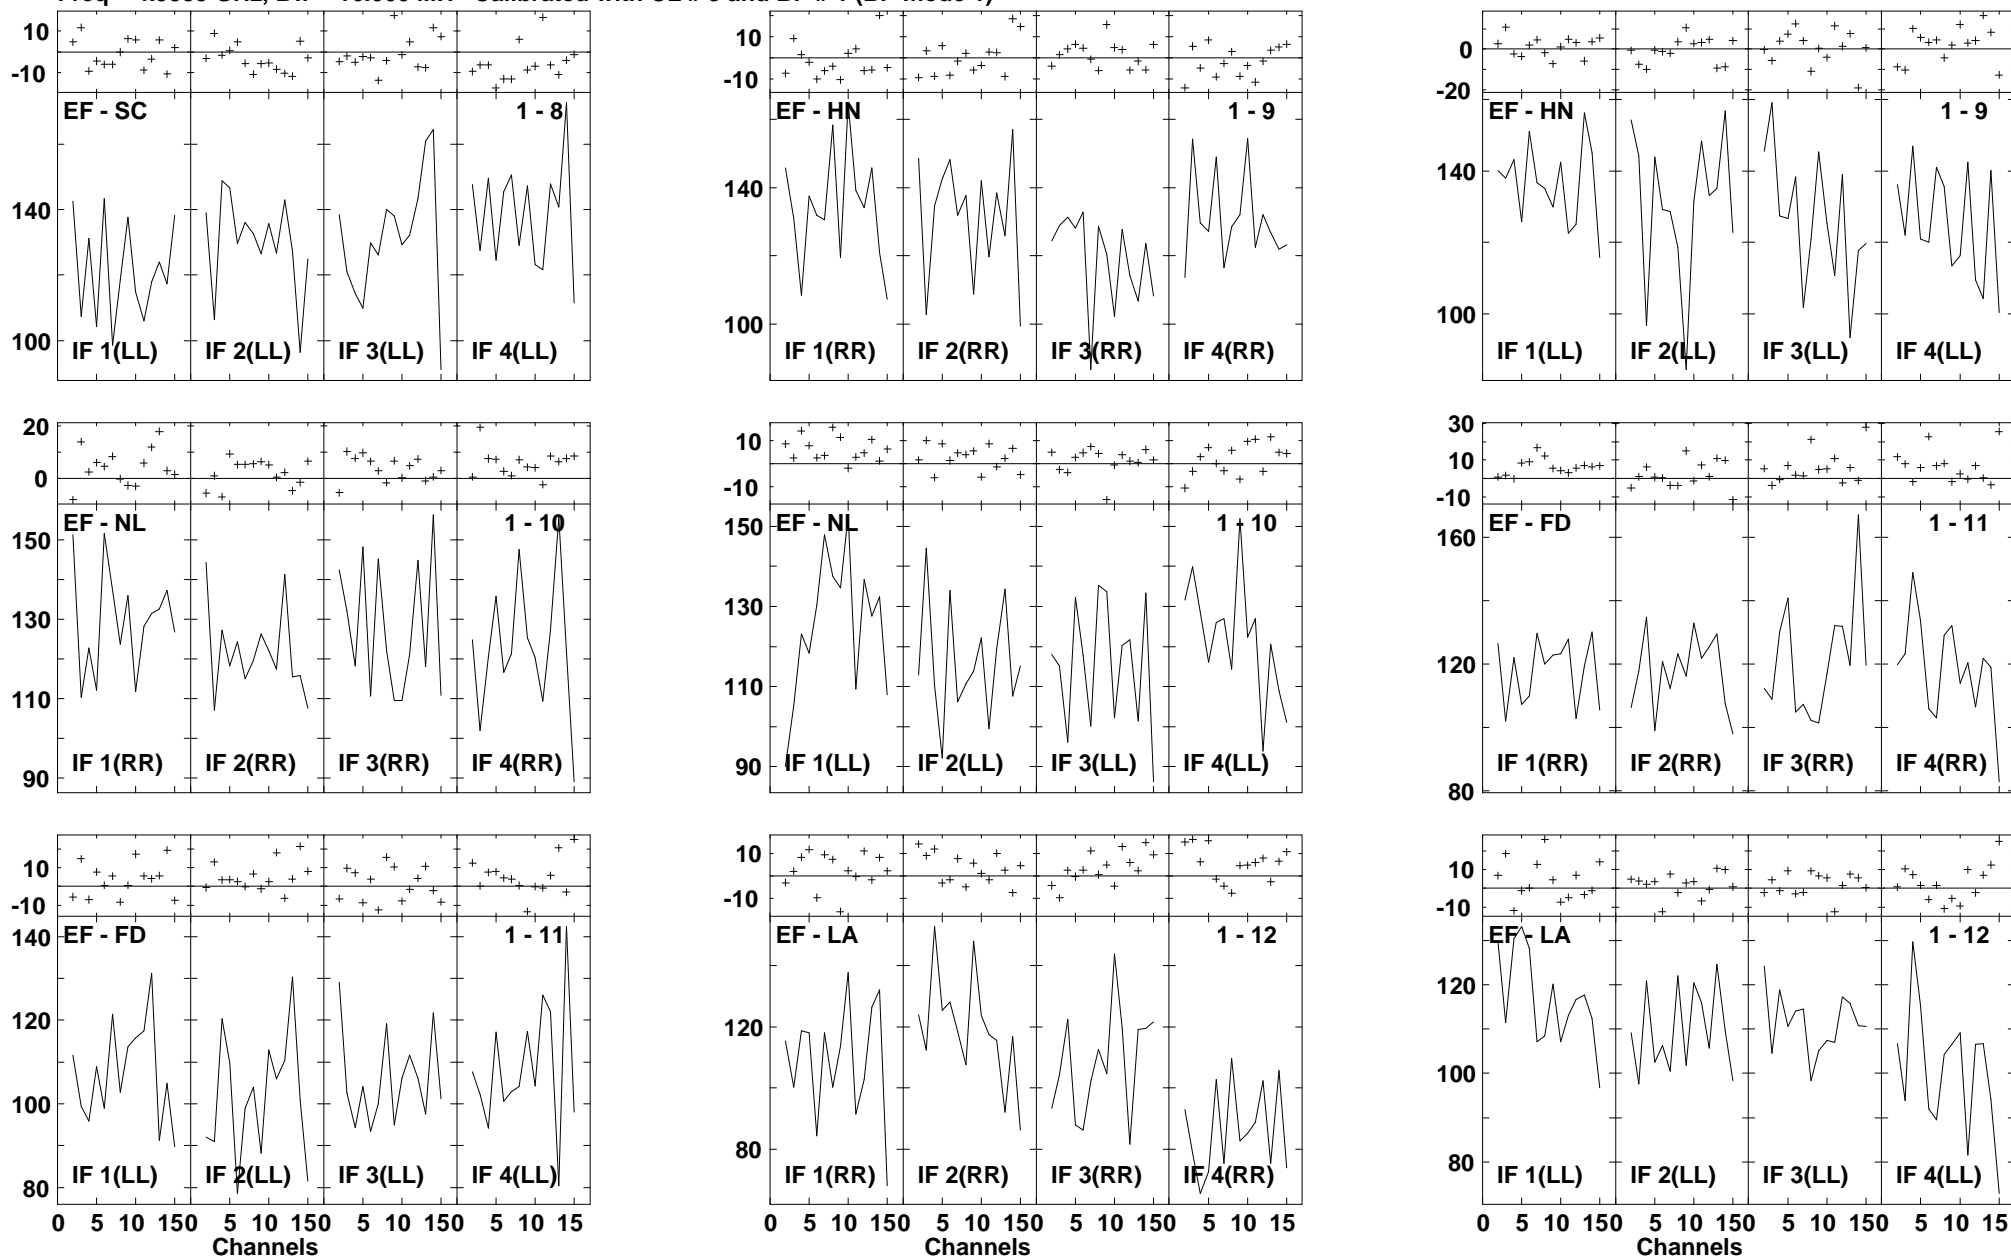 10
-10
EF - SC
1 - 8
140
100
IF 1(LL) IF 2(LL) IF 3(LL) IF 4(LL)
10
-10
EF - HN
1 - 9
140
100
IF 1(RR) IF 2(RR) IF 3(RR) IF 4(RR)
0
-20
EF - HN
1 - 9
140
100
IF 1(LL) IF 2(LL) IF 3(LL) IF 4(LL)
20
0
EF - NL
1 - 10
150
130
110
90
IF 1(RR) IF 2(RR) IF 3(RR) IF 4(RR)
10
-10
EF - NL
1 - 10
150
130
110
90
IF 1(LL) IF 2(LL) IF 3(LL) IF 4(LL)
30
10
-10
EF - FD
1 - 11
160
120
80
IF 1(RR) IF 2(RR) IF 3(RR) IF 4(RR)
10
-10
EF - FD
1 - 11
140
120
100
80
IF 1(LL) IF 2(LL) IF 3(LL) IF 4(LL)
0 5 10 150 5 10 150 5 10 150 5 10 15
Channels
10
-10
EF - LA
1 - 12
120
80
IF 1(RR) IF 2(RR) IF 3(RR) IF 4(RR)
0 5 10 150 5 10 150 5 10 150 5 10 15
Channels
10
-10
EF - LA
1 - 12
120
100
80
IF 1(LL) IF 2(LL) IF 3(LL) IF 4(LL)
0 5 10 150 5 10 150 5 10 150 5 10 15
Channels